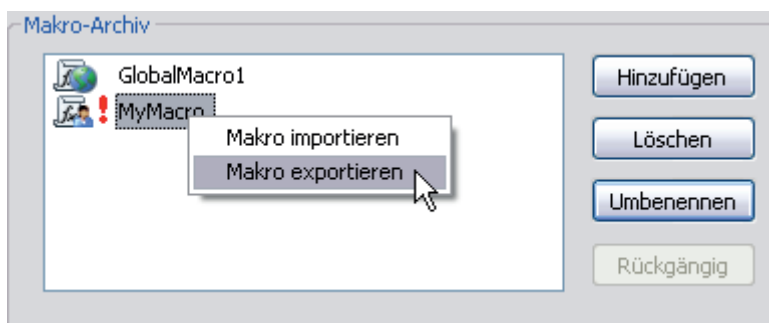 Makro-Archiv
GlobalMacro1
Hinzufügen
MyMacro
Makro importieren
Löschen
Makro exportieren
Umbenennen
Rückgängig